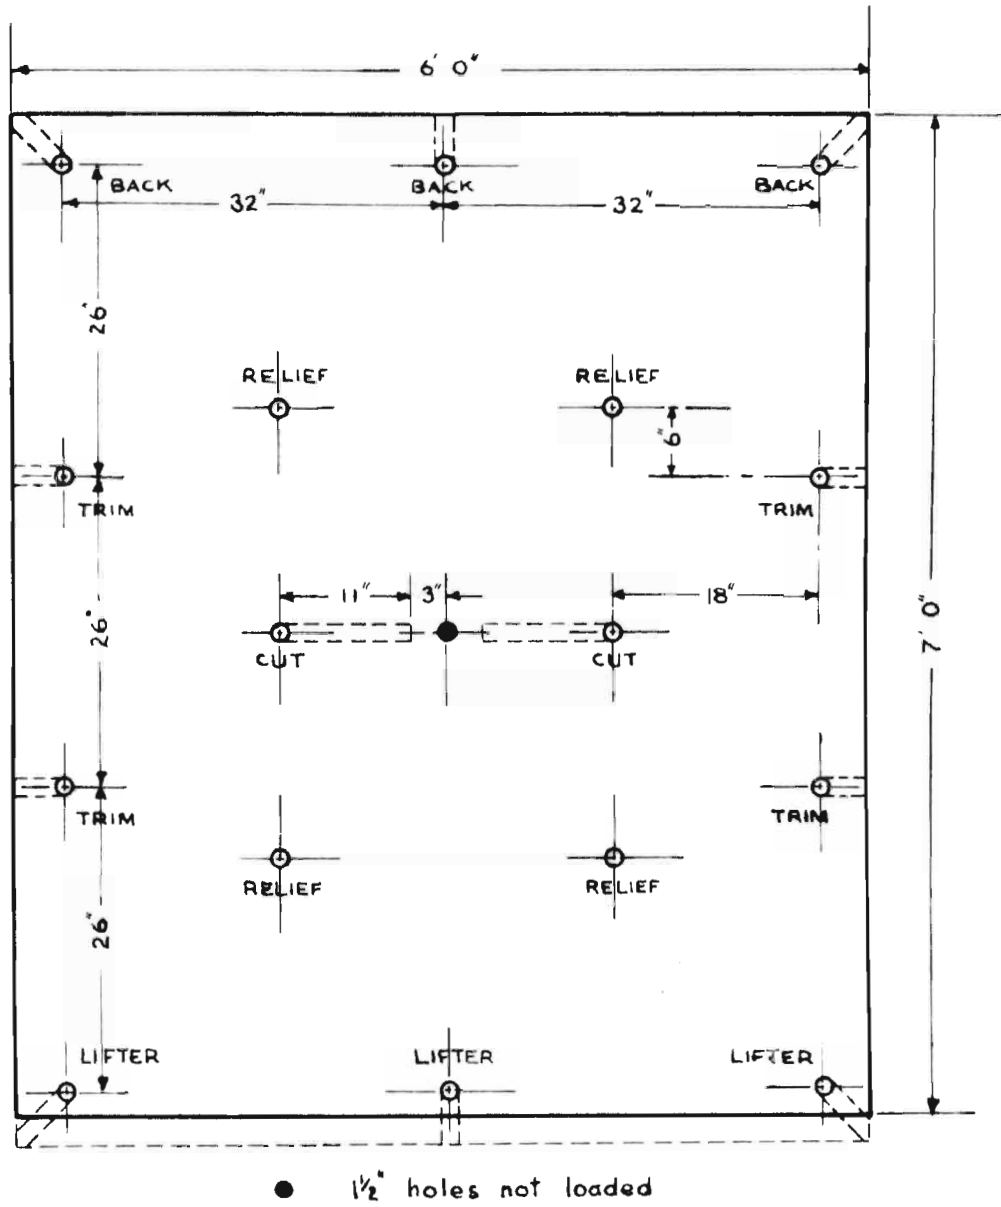 6' 0"
BACK
BACK
BACK
32"
32"
26"
RELIEF
RELIEF
6"
TRIM
TRIM
11"
3"
18"
26"
7' 0"
CUT
CUT
TRIM
TRIM
RELIEF
RELIEF
26"
LIFTER
LIFTER
LIFTER
1½" holes not loaded